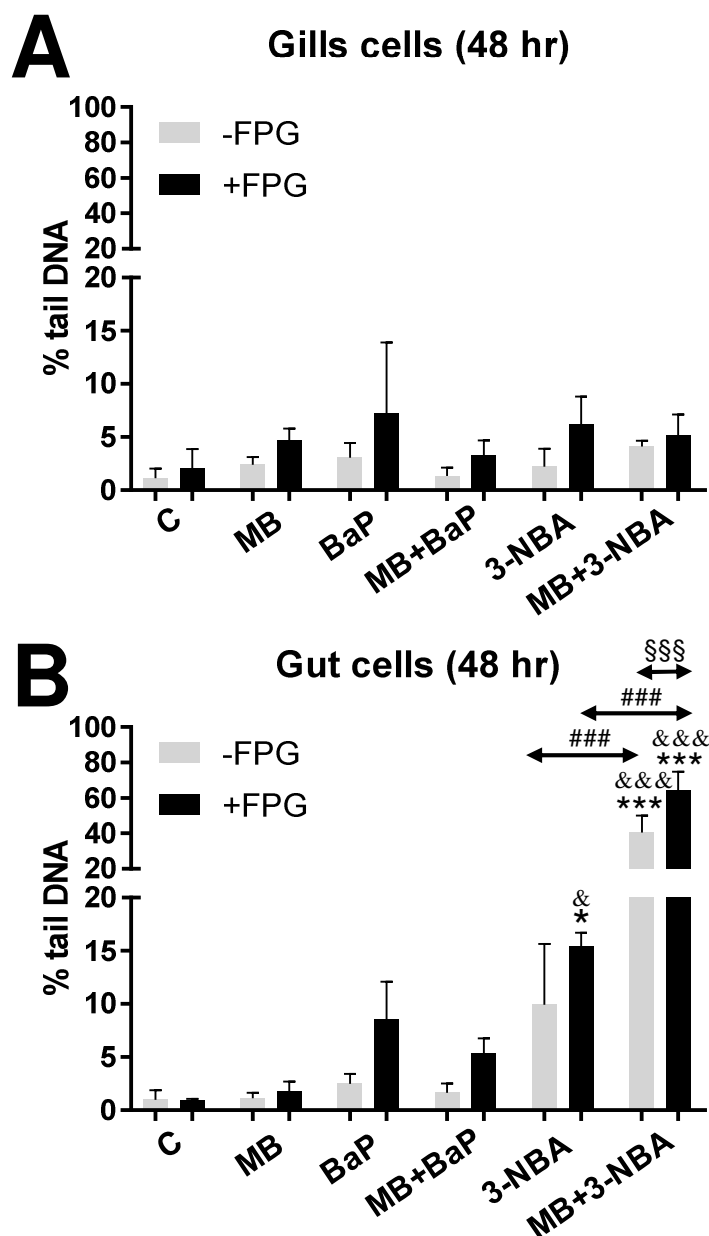 A
Gills cells (48 hr)
% tail DNA
100
80
60
40
20
20
15
10
5
0
-FPG
+FPG
C
MB
BaP
MB+BaP
3-NBA
MB+3-NBA
B
Gut cells (48 hr)
§§§
###
###
&&&
***
&&&
***
&
*
% tail DNA
100
80
60
40
20
20
15
10
5
0
-FPG
+FPG
C
MB
BaP
MB+BaP
3-NBA
MB+3-NBA